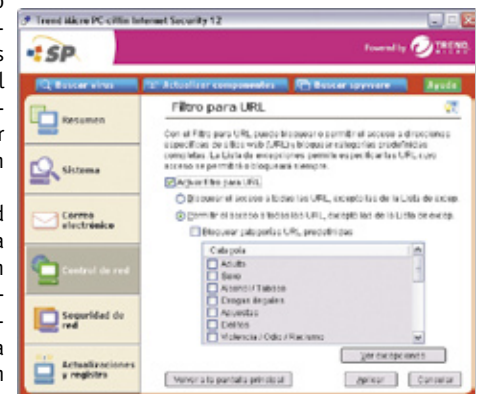 Trend Micro PC-cillin Internet Security 12
SP
Powered by TREND MICRO
Buscar virus
Actualizar componentes
Buscar spyware
Ayuda
Resumen
Sistema
Correo electrónico
Control de red
Seguridad de red
Actualizaciones y registro
Filtro para URL
Con el Filtro para URL, puede bloquear o permitir el acceso a direcciones
específicas de sitios web (URL) y bloquear categorías predefinidas
completas. La Lista de excepciones permite especificar las URL cuyo
acceso se permitirá o bloqueará siempre.
Activar filtro para URL
Bloquear el acceso a todas las URL, excepto las de la Lista de excep.
Permitir el acceso a todas las URL, excepto las de la Lista de excep.
Bloquear categorías URL predefinidas
Categoría
Adulto
Sexo
Alcohol / Tabaco
Drogas ilegales
Apuestas
Delitos
Violencia / Odio / Racismo
Ver excepciones
Volver a la pantalla principal
Aplicar
Cancelar